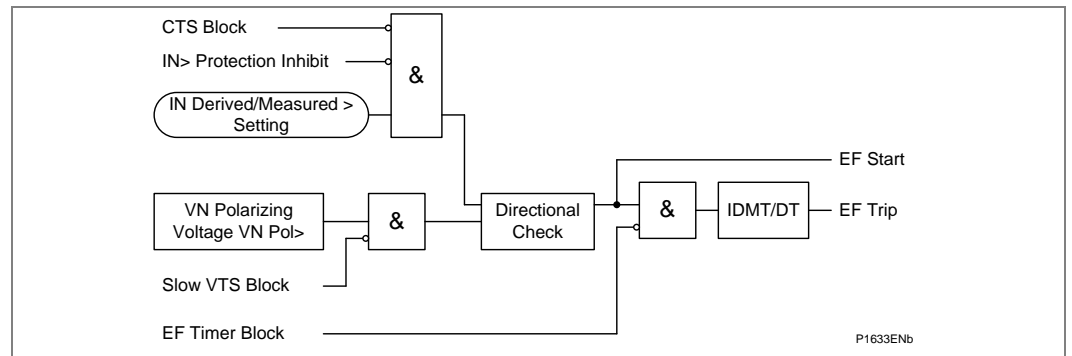 CTS Block
IN> Protection Inhibit
&
IN Derived/Measured >
Setting
EF Start
VN Polarizing
Voltage VN Pol>
&
Directional
Check
&
IDMT/DT
EF Trip
Slow VTS Block
EF Timer Block
P1633ENb